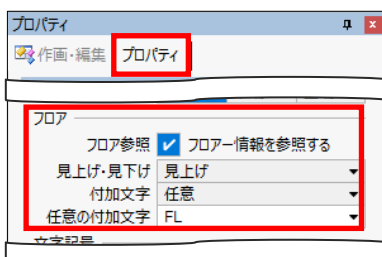 プロパティ
作画・編集 プロパティ
フロア
フロア参照 フロアー情報を参照する
見上げ・見下げ 見上げ
付加文字 任意
任意の付加文字 FL
文字記号